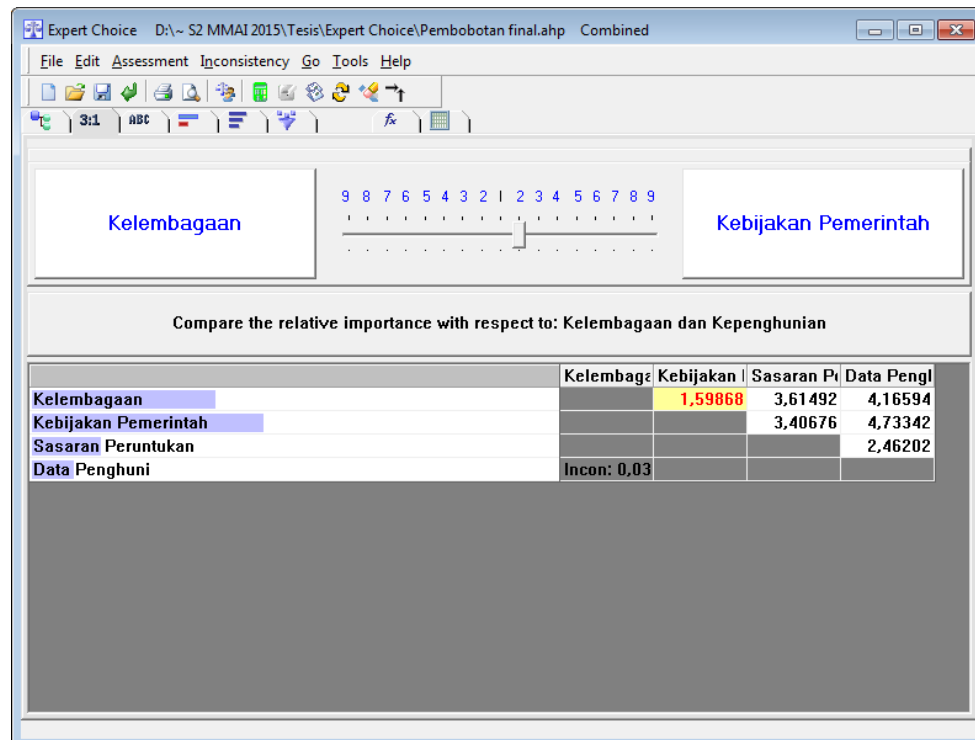 Expert Choice D:\~ S2 MMAI 2015\Tesis\Expert Choice\Pembobotan final.ahp Combined
File Edit Assessment Inconsistency Go Tools Help
3:1 ABC fx
9 8 7 6 5 4 3 2 1 2 3 4 5 6 7 8 9
Kelembagaan Kebijakan Pemerintah
Compare the relative importance with respect to: Kelembagaan dan Kepenghunian
Kelembaga Kebijakan Sasaran Pe Data Pengl
Kelembagaan 1,59868 3,61492 4,16594
Kebijakan Pemerintah 3,40676 4,73342
Sasaran Peruntukan 2,46202
Data Penghuni Incon: 0,03